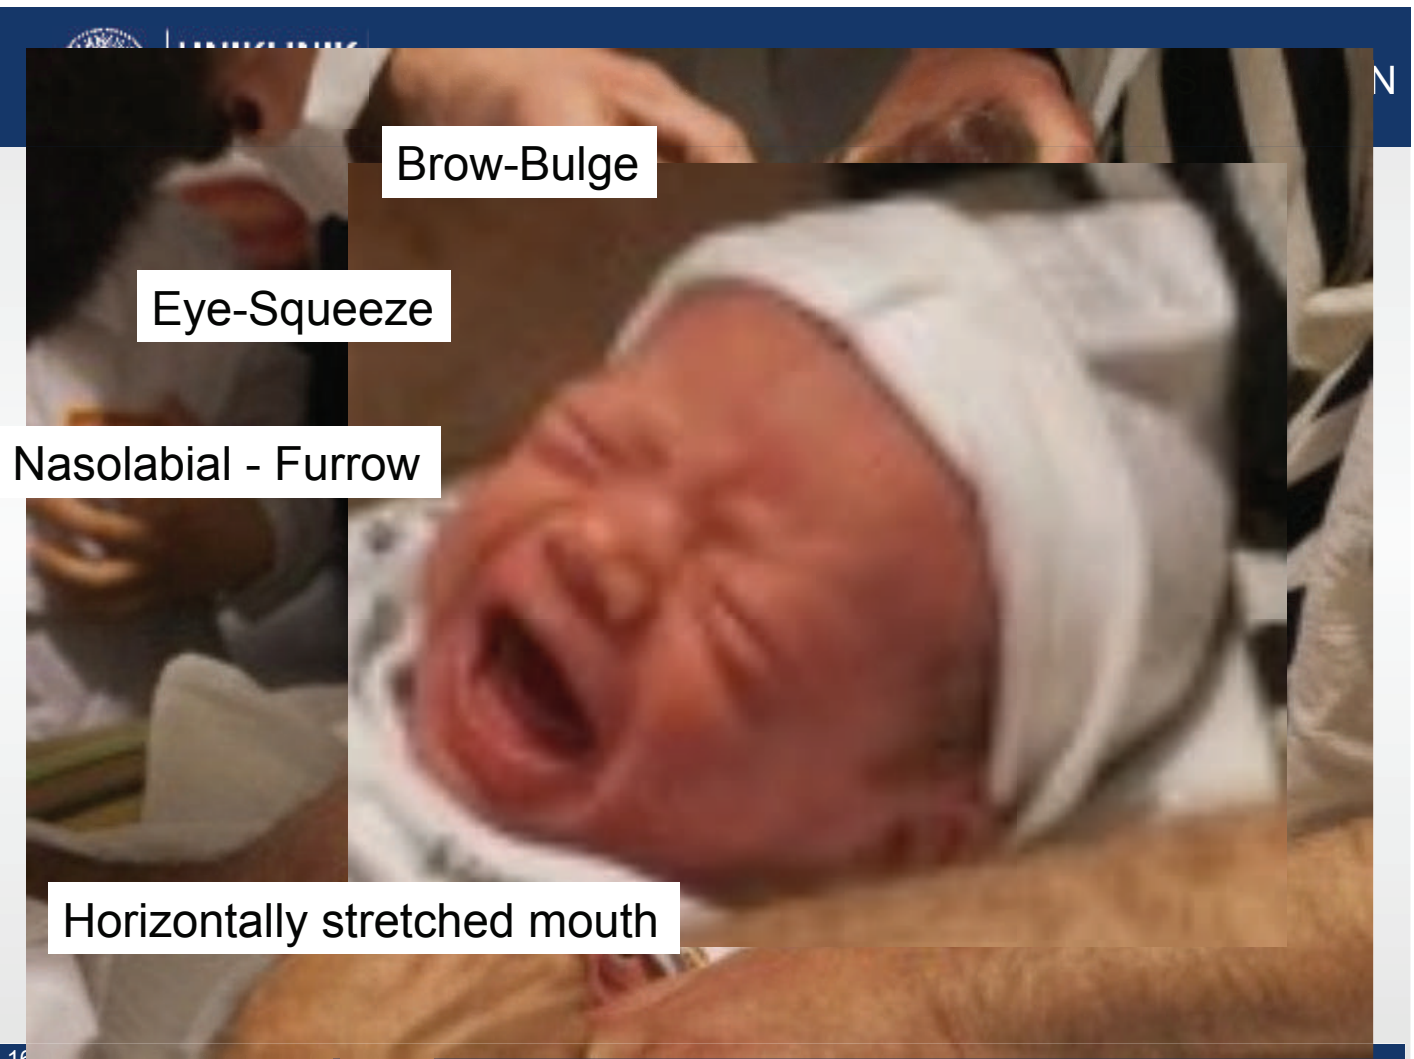 N
Brow-Bulge
Eye-Squeeze
Nasolabial - Furrow
Horizontally stretched mouth